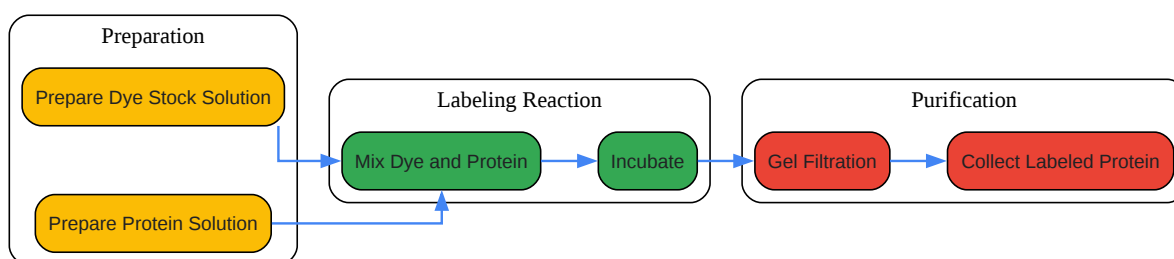 Preparation
Prepare Dye Stock Solution
Prepare Protein Solution
Labeling Reaction
Mix Dye and Protein
Incubate
Purification
Gel Filtration
Collect Labeled Protein